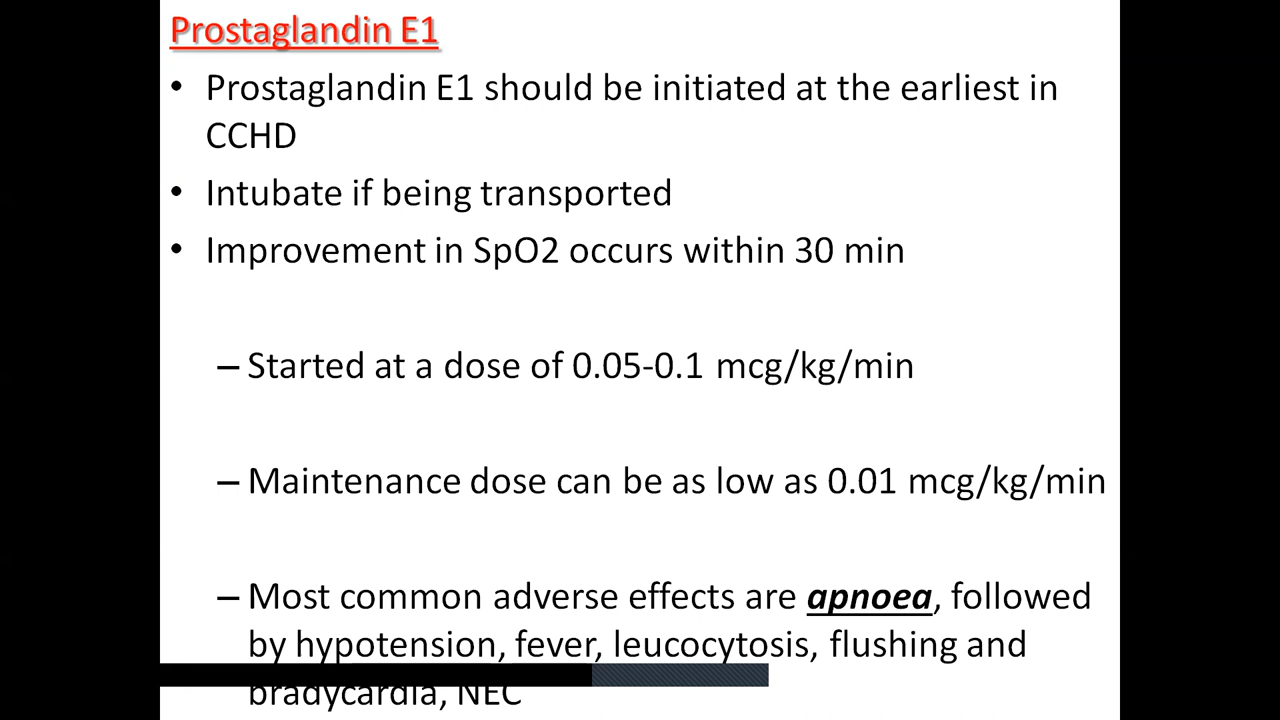 Prostaglandin E1
• Prostaglandin E1 should be initiated at the earliest in
CCHD
• Intubate if being transported
• Improvement in SpO2 occurs within 30 min
– Started at a dose of 0.05-0.1 mcg/kg/min
– Maintenance dose can be as low as 0.01 mcg/kg/min
– Most common adverse effects are apnoea, followed
by hypotension, fever, leucocytosis, flushing and
bradycardia, NEC